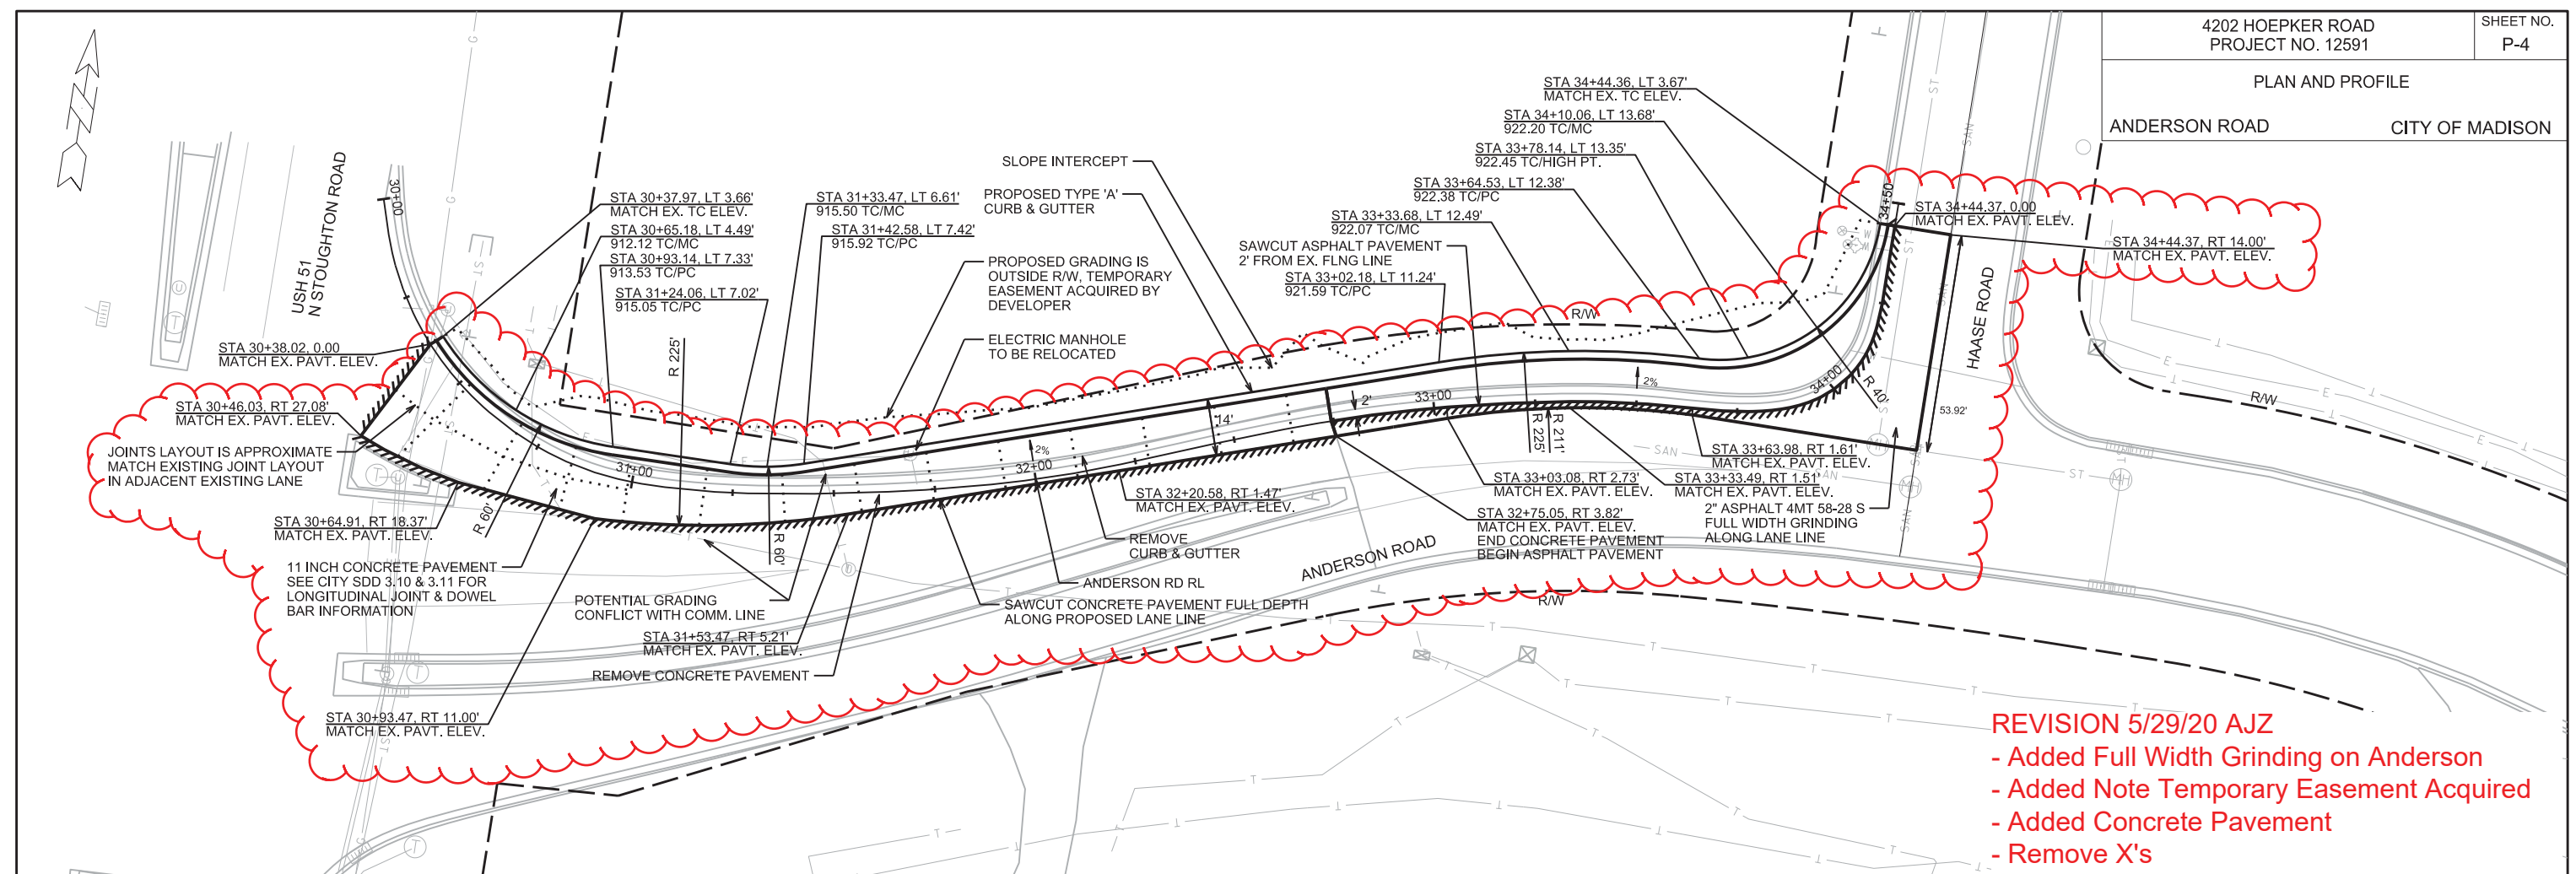 4202 HOEPKER ROAD
PROJECT NO. 12591
SHEET NO.
P-4
PLAN AND PROFILE
ANDERSON ROAD
CITY OF MADISON
USH 51
N STOUGHTON ROAD
30+00
STA 30+37.97, LT 3.66'
MATCH EX. TC ELEV.
STA 30+65.18, LT 4.49'
912.12 TC/MC
STA 30+93.14, LT 7.33'
913.53 TC/PC
STA 31+24.06, LT 7.02'
915.05 TC/PC
STA 31+33.47, LT 6.61'
915.50 TC/MC
STA 31+42.58, LT 7.42'
915.92 TC/PC
SLOPE INTERCEPT
PROPOSED TYPE 'A'
CURB & GUTTER
PROPOSED GRADING IS
OUTSIDE R/W, TEMPORARY
EASEMENT ACQUIRED BY
DEVELOPER
ELECTRIC MANHOLE
TO BE RELOCATED
STA 34+44.36, LT 3.67'
MATCH EX. TC ELEV.
STA 34+10.06, LT 13.68'
922.20 TC/MC
STA 33+78.14, LT 13.35'
922.45 TC/HIGH PT.
STA 33+64.53, LT 12.38'
922.38 TC/PC
STA 33+33.68, LT 12.49'
922.07 TC/MC
SAWCUT ASPHALT PAVEMENT
2' FROM EX. FLNG LINE
STA 33+02.18, LT 11.24'
921.59 TC/PC
34+50
STA 34+44.37, 0.00
MATCH EX. PAVT. ELEV.
STA 34+44.37, RT 14.00'
MATCH EX. PAVT. ELEV.
HAASE ROAD
53.92'
R/W
R/W
R/W
STA 30+38.02, 0.00
MATCH EX. PAVT. ELEV.
STA 30+46.03, RT 27.08'
MATCH EX. PAVT. ELEV.
JOINTS LAYOUT IS APPROXIMATE
MATCH EXISTING JOINT LAYOUT
IN ADJACENT EXISTING LANE
STA 30+64.91, RT 18.37'
MATCH EX. PAVT. ELEV.
11 INCH CONCRETE PAVEMENT
SEE CITY SDD 3.10 & 3.11 FOR
LONGITUDINAL JOINT & DOWEL
BAR INFORMATION
R 225'
R 60'
R 60'
31+00
32+00
33+00
34+00
2%
2%
14'
2'
R 225'
R 211'
R 40'
POTENTIAL GRADING
CONFLICT WITH COMM. LINE
STA 31+53.47, RT 5.21'
MATCH EX. PAVT. ELEV.
REMOVE CONCRETE PAVEMENT
STA 30+93.47, RT 11.00'
MATCH EX. PAVT. ELEV.
STA 32+20.58, RT 1.47'
MATCH EX. PAVT. ELEV.
REMOVE
CURB & GUTTER
ANDERSON RD RL
SAWCUT CONCRETE PAVEMENT FULL DEPTH
ALONG PROPOSED LANE LINE
ANDERSON ROAD
STA 33+63.98, RT 1.61'
MATCH EX. PAVT. ELEV.
STA 33+03.08, RT 2.73'
MATCH EX. PAVT. ELEV.
STA 33+33.49, RT 1.51'
MATCH EX. PAVT. ELEV.
STA 32+75.05, RT 3.82'
MATCH EX. PAVT. ELEV.
END CONCRETE PAVEMENT
BEGIN ASPHALT PAVEMENT
2" ASPHALT 4MT 58-28 S
FULL WIDTH GRINDING
ALONG LANE LINE
REVISION 5/29/20 AJZ
- Added Full Width Grinding on Anderson
- Added Note Temporary Easement Acquired
- Added Concrete Pavement
- Remove X's